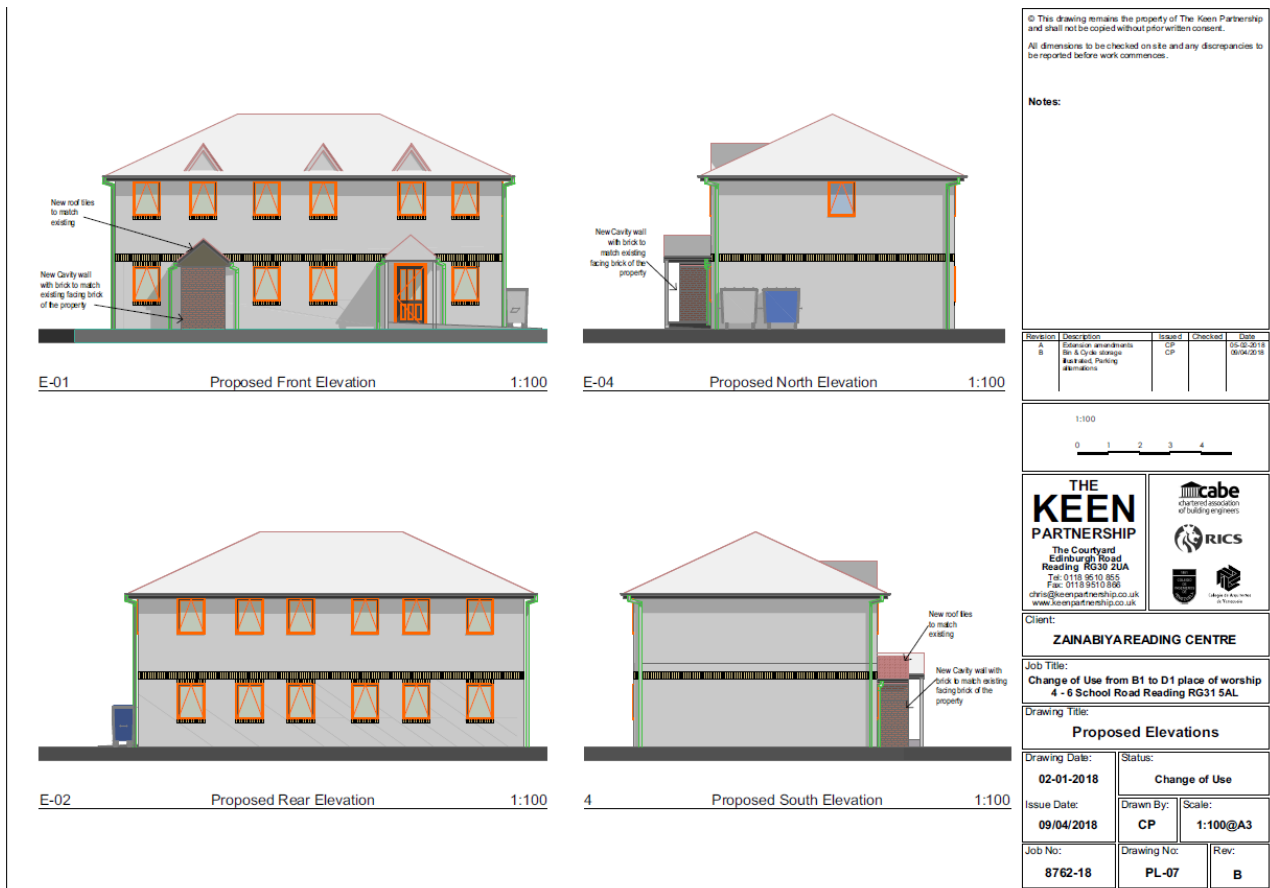 New roof tiles
to match
existing
New Cavity wall
with brick to match
existing facing brick
of the property
E-01 Proposed Front Elevation 1:100
New Cavity wall
with brick to
match existing
facing brick of the
property
E-04 Proposed North Elevation 1:100
E-02 Proposed Rear Elevation 1:100
New roof tiles
to match
existing
New Cavity wall with
brick to match existing
facing brick of the
property
4 Proposed South Elevation 1:100
© This drawing remains the property of The Keen Partnership
and shall not be copied without prior written consent.
All dimensions to be checked on site and any discrepancies to
be reported before work commences.
Notes:
Revision Description Issued Checked Date
A Extension amendments CP 05-02-2018
B Bin & Cycle storage CP 09/04/2018
illustrated, Parking
1:100
0 1 2 3 4
THE
KEEN
PARTNERSHIP
The Courtyard
Edinburgh Road
Reading RG30 2UA
Tel: 0118 9510 855
Fax: 0118 9510 866
chris@keenpartnership.co.uk
www.keenpartnership.co.uk
cabe
chartered association
of building engineers
RICS
Client:
ZAINABIYA READING CENTRE
Job Title:
Change of Use from B1 to D1 place of worship
4 - 6 School Road Reading RG31 5AL
Drawing Title:
Proposed Elevations
Drawing Date:
02-01-2018
Status:
Change of Use
Issue Date:
09/04/2018
Drawn By:
CP
Scale:
1:100@A3
Job No:
8762-18
Drawing No:
PL-07
Rev:
B